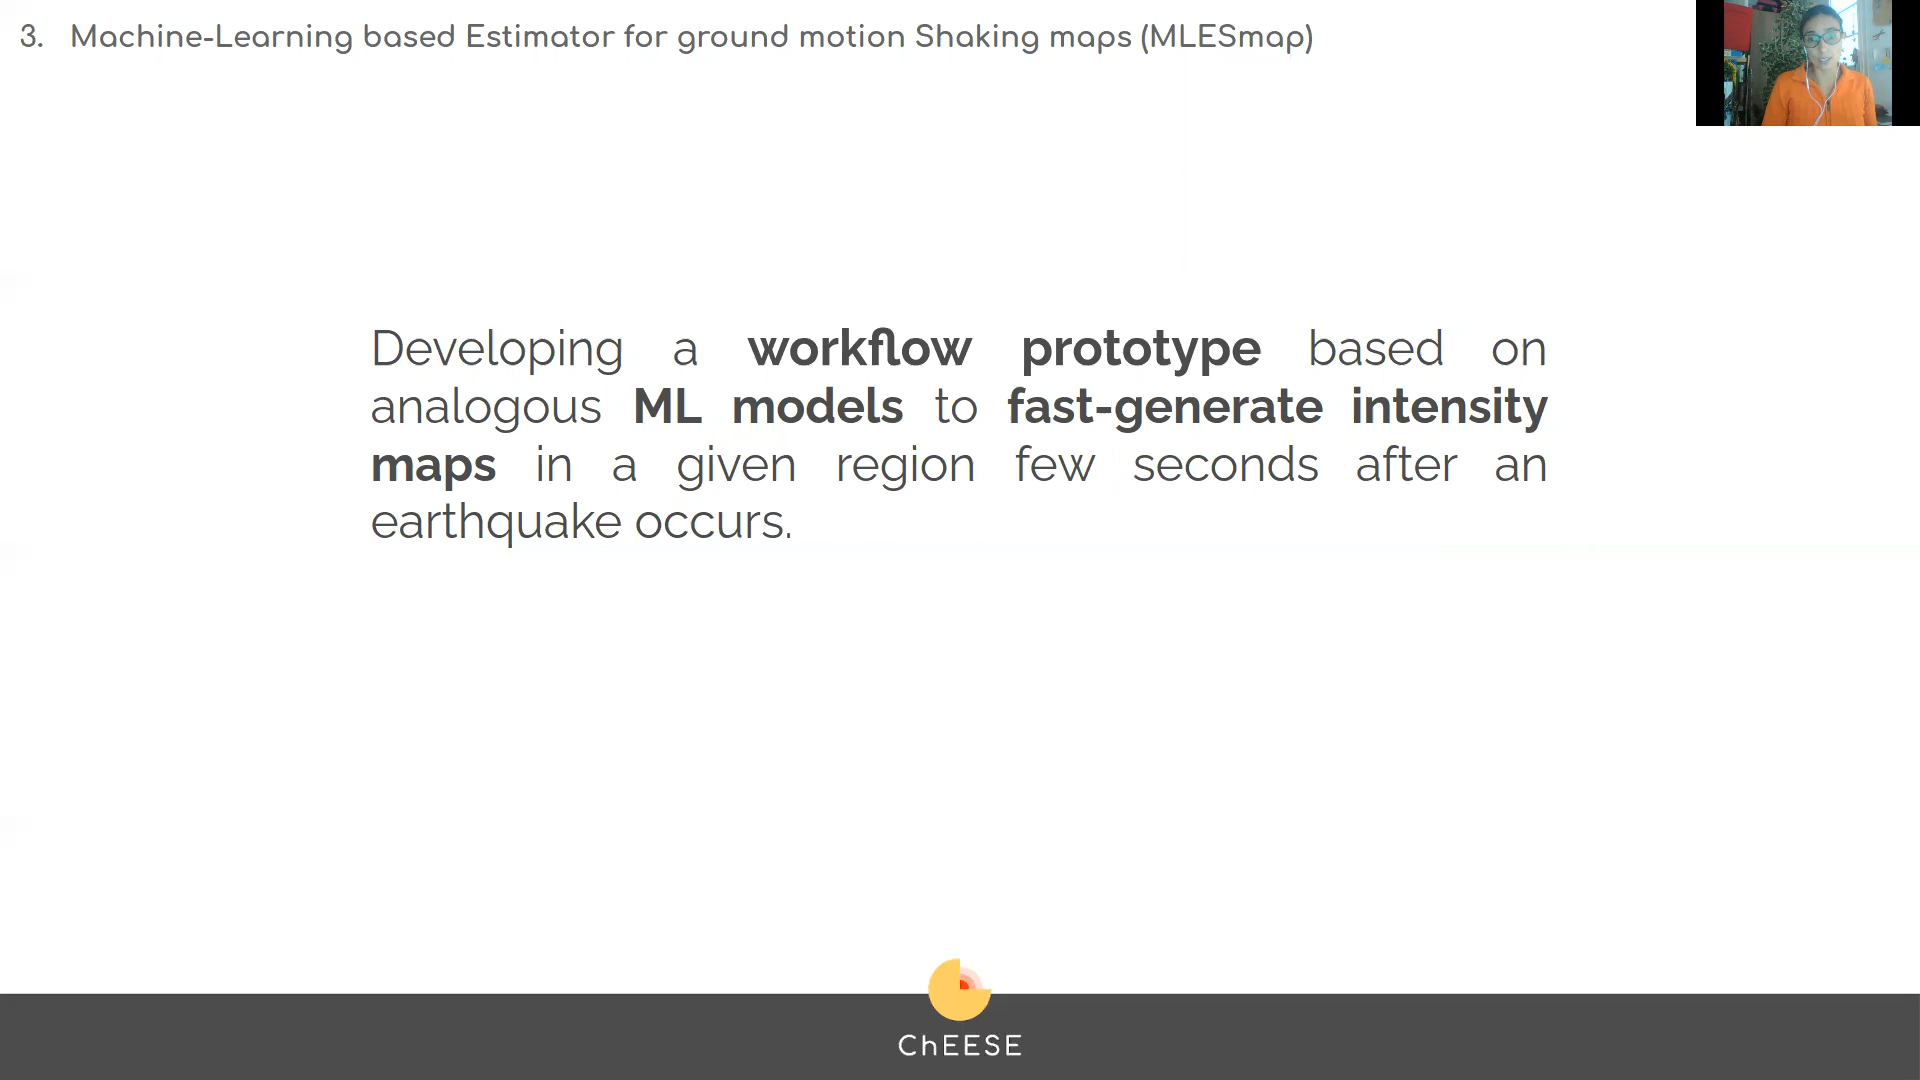 3. Machine-Learning based Estimator for ground motion Shaking maps (MLESmap)
Developing a workflow prototype based on
analogous ML models to fast-generate intensity
maps in a given region few seconds after an
earthquake occurs.
ChEESE